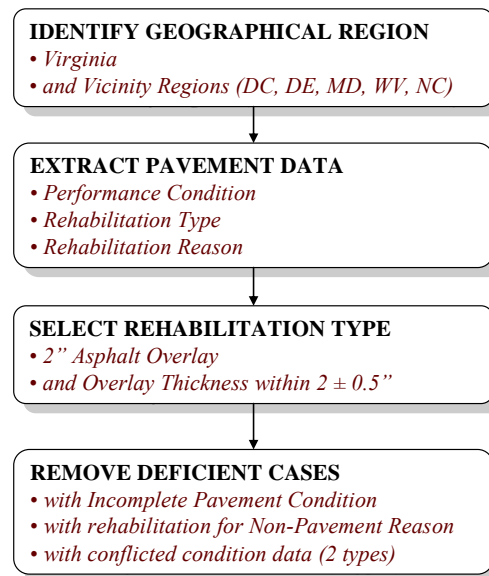 IDENTIFY GEOGRAPHICAL REGION
• Virginia
• and Vicinity Regions (DC, DE, MD, WV, NC)
EXTRACT PAVEMENT DATA
• Performance Condition
• Rehabilitation Type
• Rehabilitation Reason
SELECT REHABILITATION TYPE
• 2” Asphalt Overlay
• and Overlay Thickness within 2 ± 0.5”
REMOVE DEFICIENT CASES
• with Incomplete Pavement Condition
• with rehabilitation for Non-Pavement Reason
• with conflicted condition data (2 types)